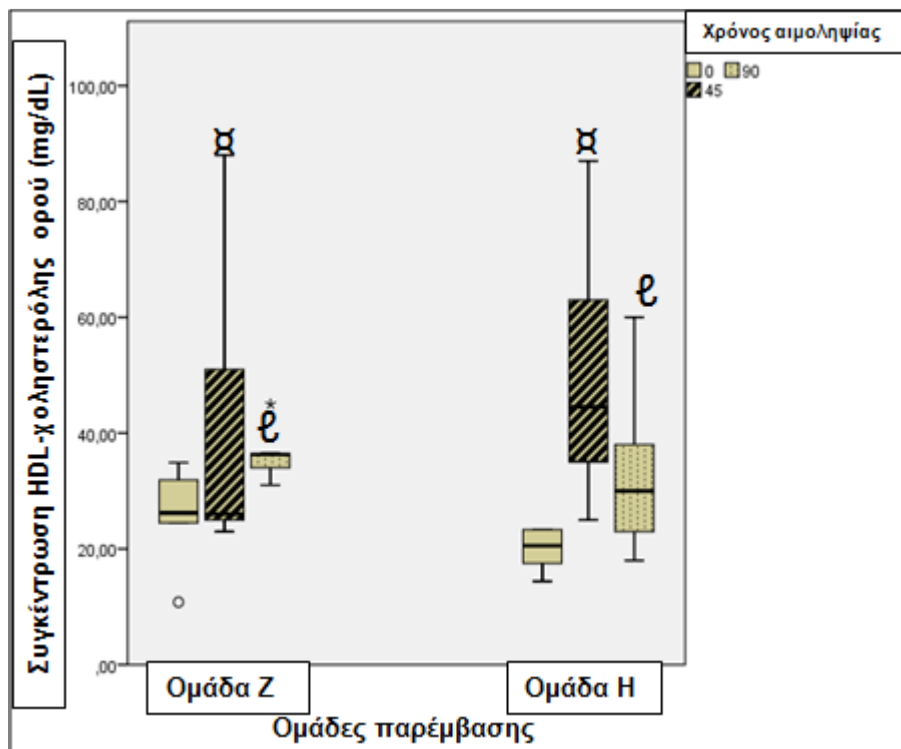 Συγκέντρωση HDL-χοληστερόλης ορού (mg/dL)
100,00
80,00
60,00
40,00
20,00
,00
¤
ℓ
*
¤
ℓ
Ομάδα Ζ
Ομάδα Η
Ομάδες παρέμβασης
Χρόνος αιμοληψίας
0 90
45